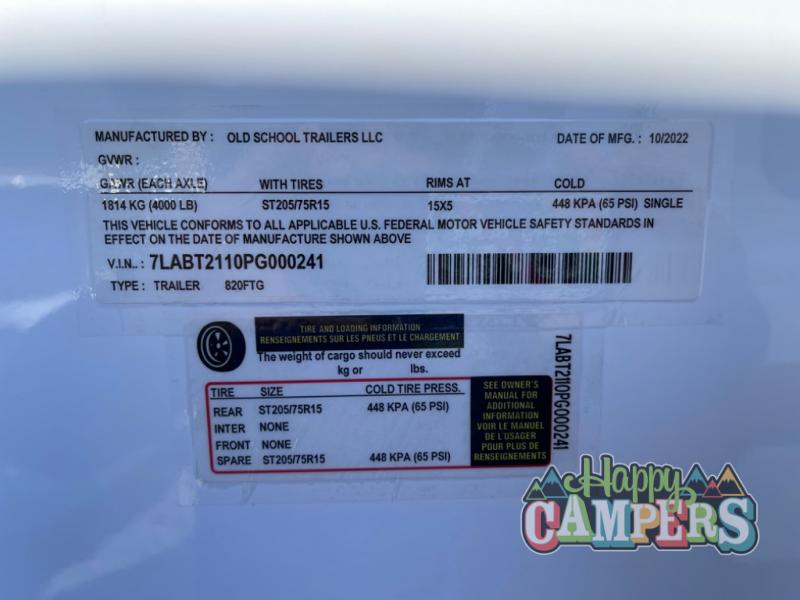 MANUFACTURED BY : OLD SCHOOL TRAILERS LLC DATE OF MFG. : 10/2022
GVWR :
GAWR (EACH AXLE) WITH TIRES RIMS AT COLD
1814 KG (4000 LB) ST205/75R15 15X5 448 KPA (65 PSI) SINGLE
THIS VEHICLE CONFORMS TO ALL APPLICABLE U.S. FEDERAL MOTOR VEHICLE SAFETY STANDARDS IN
EFFECT ON THE DATE OF MANUFACTURE SHOWN ABOVE
V.I.N.. : 7LABT2110PG000241
TYPE : TRAILER 820FTG
TIRE AND LOADING INFORMATION
RENSEIGNEMENTS SUR LES PNEUS ET LE CHARGEMENT
The weight of cargo should never exceed
kg or lbs.
TIRE SIZE COLD TIRE PRESS.
REAR ST205/75R15 448 KPA (65 PSI)
INTER NONE
FRONT NONE
SPARE ST205/75R15 448 KPA (65 PSI)
SEE OWNER'S
MANUAL FOR
ADDITIONAL
INFORMATION
VOIR LE MANUEL
DE L'USAGER
POUR PLUS DE
RENSEIGNEMENTS
7LABT2110PG000241
Happy
CAMPERS